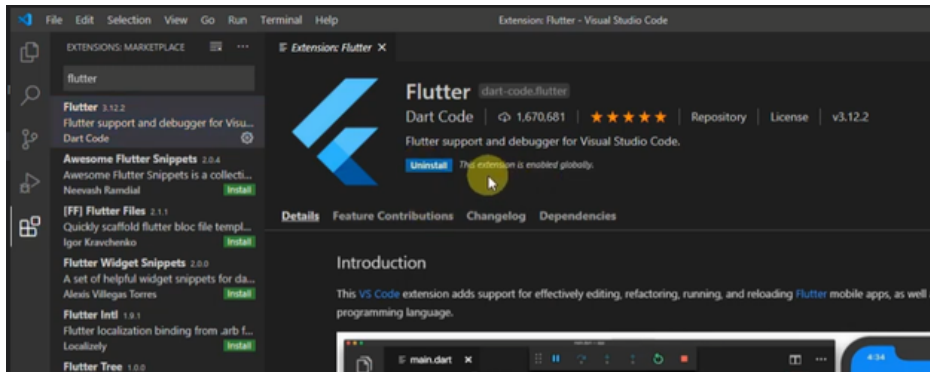 File Edit Selection View Go Run Terminal Help
Extension: Flutter - Visual Studio Code
EXTENSIONS: MARKETPLACE
flutter
Flutter 3.12.2
Flutter support and debugger for Visu...
Dart Code
Awesome Flutter Snippets 2.0.4
Awesome Flutter Snippets is a collecti...
Neevash Ramdial Install
[FF] Flutter Files 2.1.1
Quickly scaffold flutter bloc file templ...
Igor Kravchenko Install
Flutter Widget Snippets 2.0.0
A set of helpful widget snippets for da...
Alexis Villegas Torres Install
Flutter Intl 1.9.1
Flutter localization binding from .arb f...
Localizely Install
Flutter Tree 1.0.0
Extension: Flutter
Flutter dart-code.flutter
Dart Code 1,670,681 Repository License v3.12.2
Flutter support and debugger for Visual Studio Code.
Uninstall This extension is enabled globally.
Details Feature Contributions Changelog Dependencies
Introduction
This VS Code extension adds support for effectively editing, refactoring, running, and reloading Flutter mobile apps, as well
programming language.
main.dart
4:34